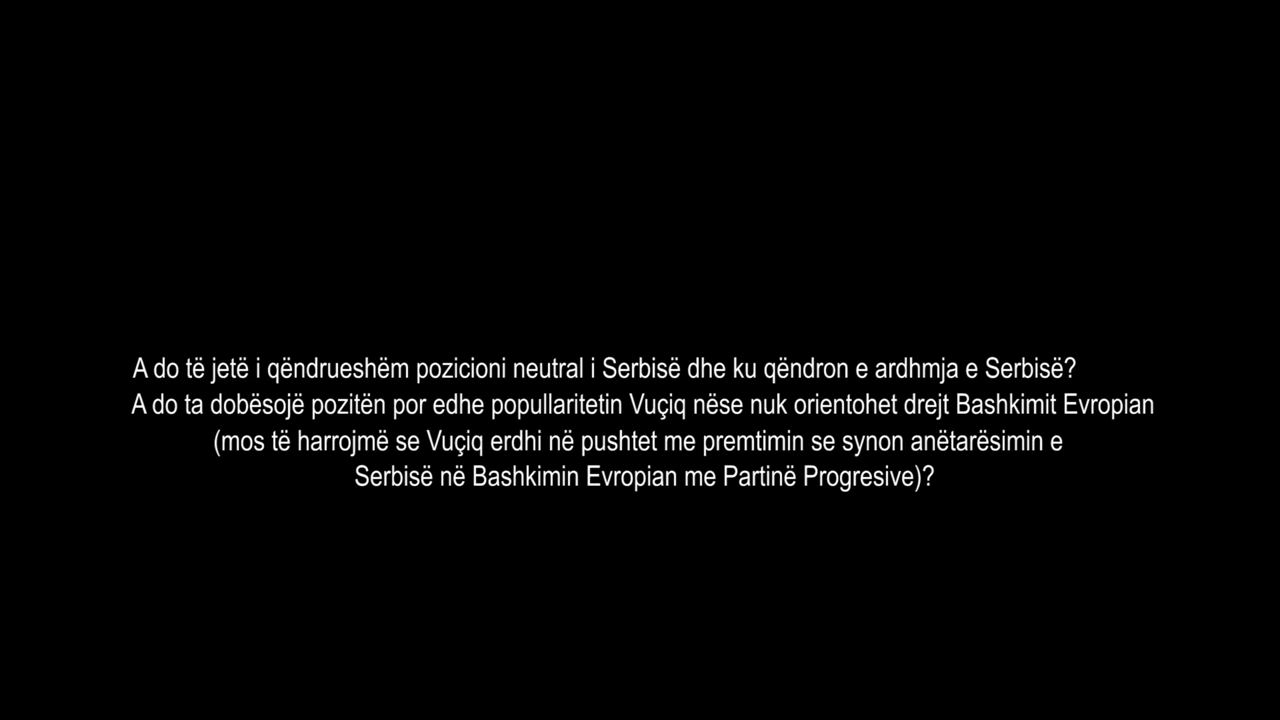 A do të jetë i qëndrueshëm pozicioni neutral i Serbisë dhe ku qëndron e ardhmja e Serbisë?
A do ta dobësojë pozitën por edhe popullaritetin Vuçiq nëse nuk orientohet drejt Bashkimit Evropian
(mos të harrojmë se Vuçiq erdhi në pushtet me premtimin se synon anëtarësimin e
Serbisë në Bashkimin Evropian me Partinë Progresive)?